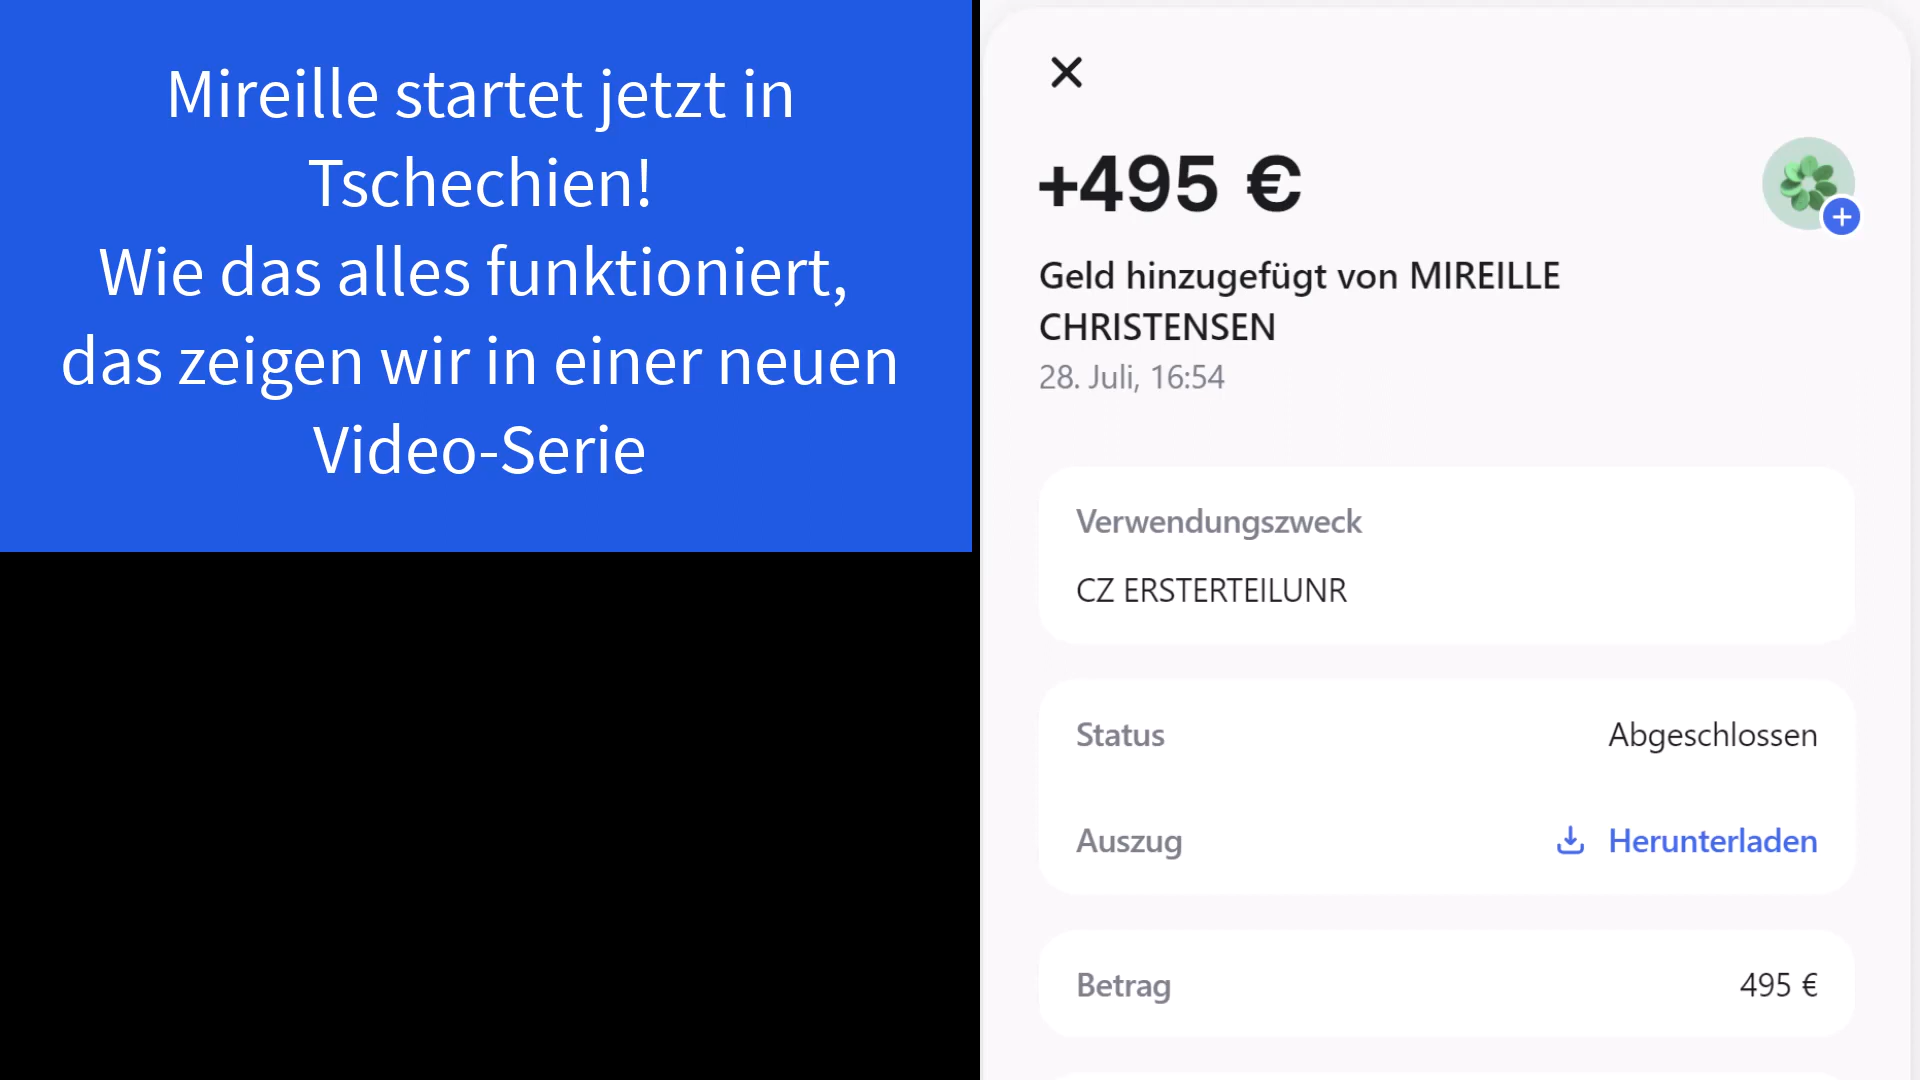 Mireille startet jetzt in
Tschechien!
Wie das alles funktioniert,
das zeigen wir in einer neuen
Video-Serie
+495 €
Geld hinzugefügt von MIREILLE
CHRISTENSEN
28. Juli, 16:54
Verwendungszweck
CZ ERSTERTEILUNR
Status Abgeschlossen
Auszug Herunterladen
Betrag 495 €